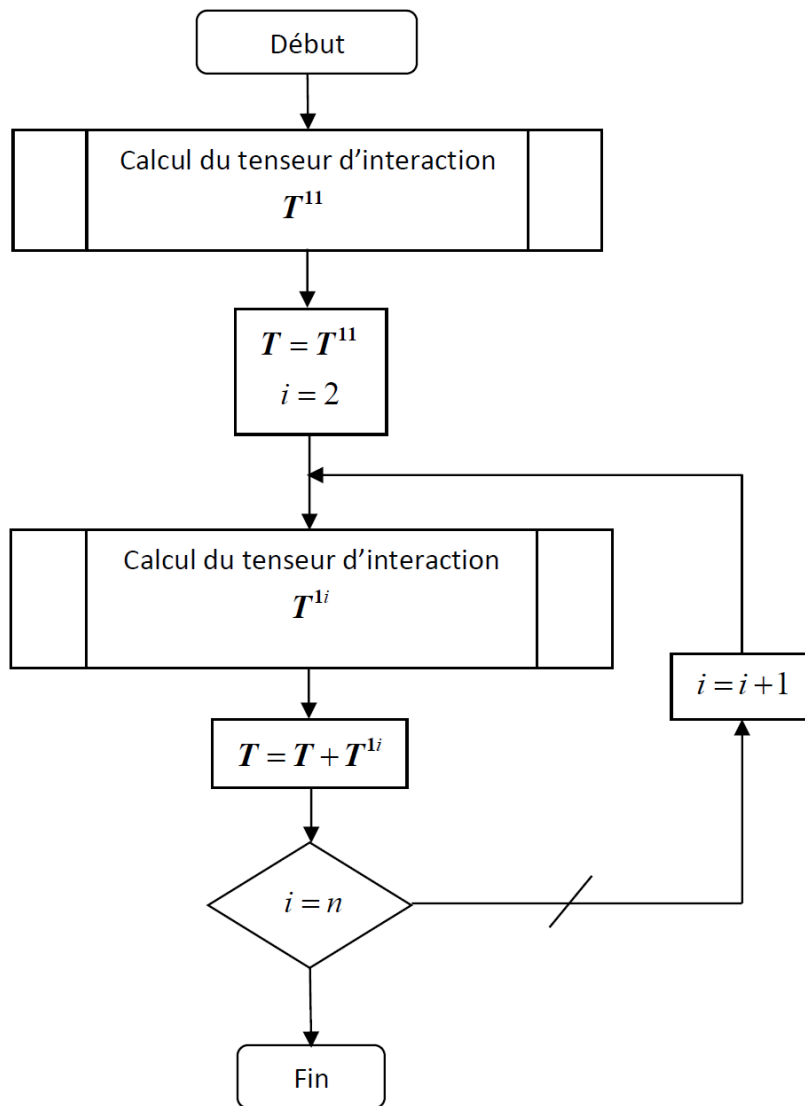 Début
Calcul du tenseur d’interaction
T¹¹
T = T¹¹
i = 2
Calcul du tenseur d’interaction
T¹ⁱ
i = i + 1
T = T + T¹ⁱ
i = n
Fin